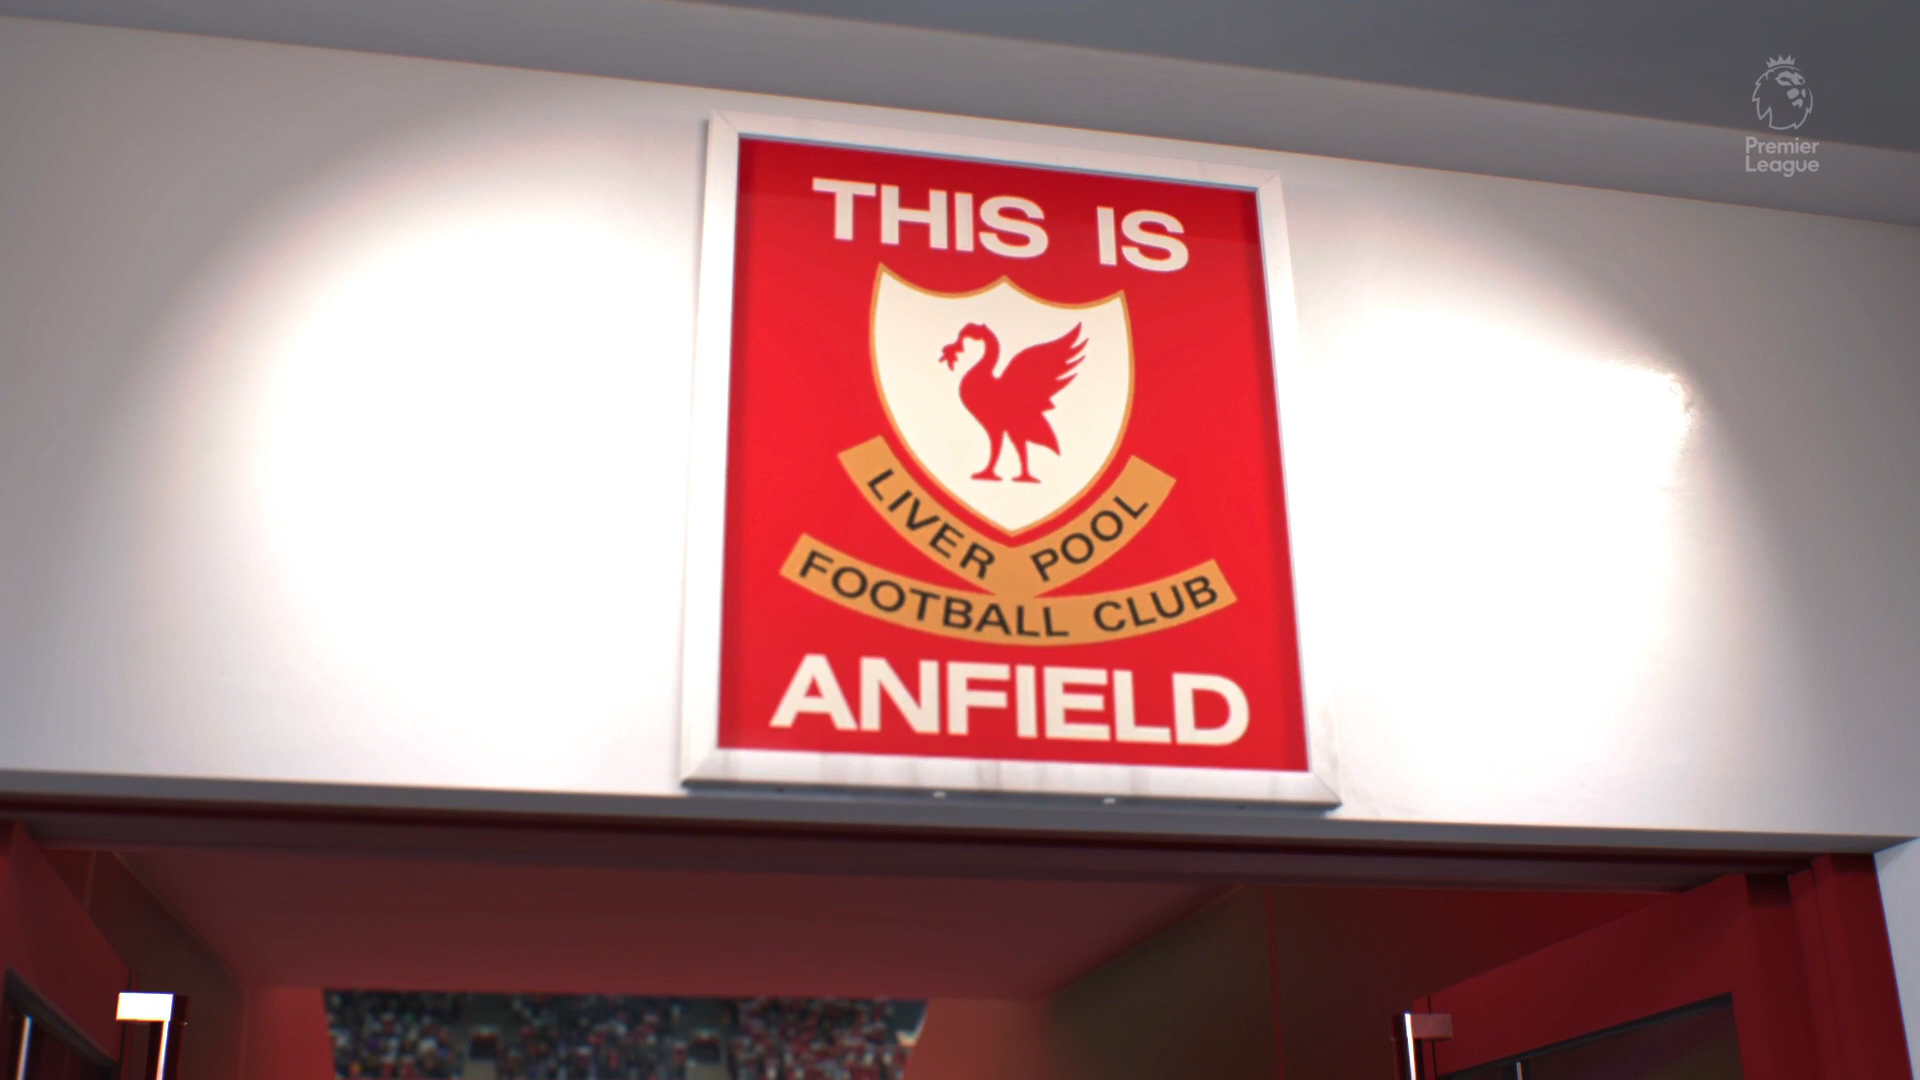 THIS IS
LIVER POOL
FOOTBALL CLUB
ANFIELD
Premier
League